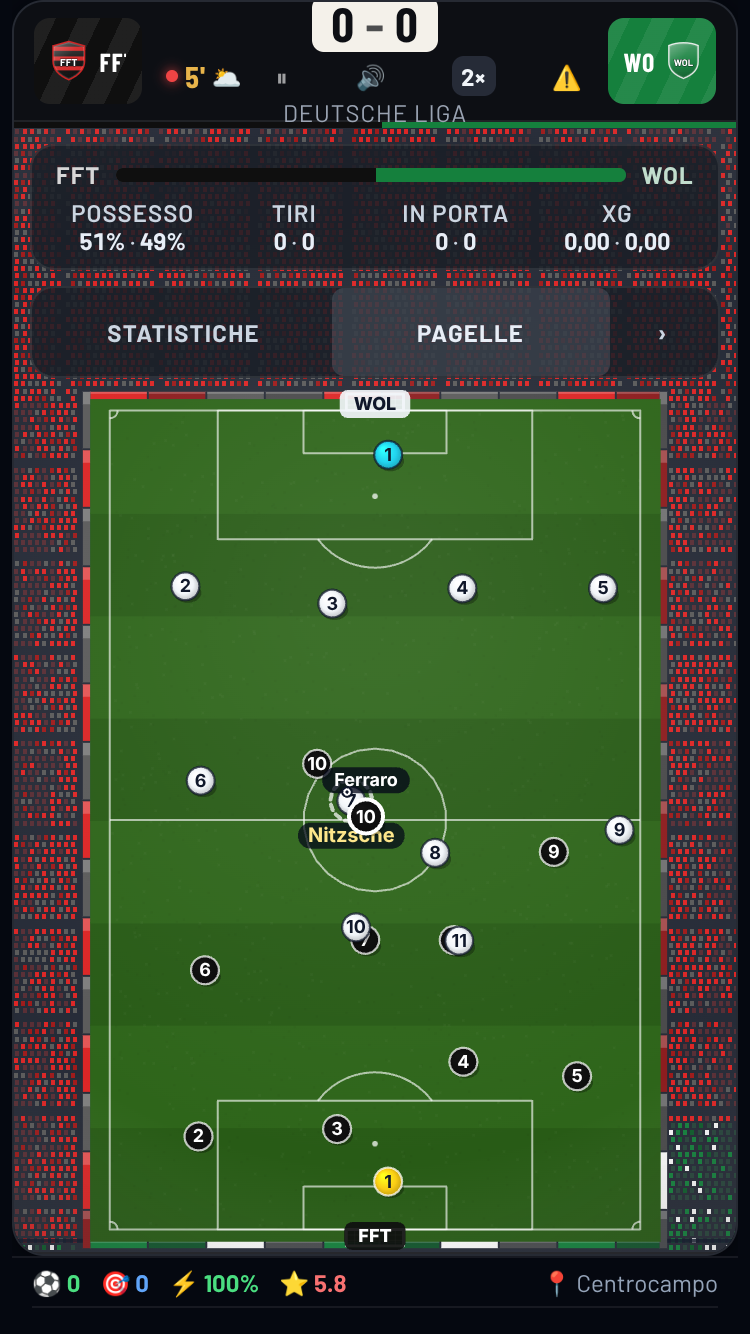 0 - 0
FFT FF
5' 2× WO WOL
DEUTSCHE LIGA
FFT WOL
POSSESSO TIRI IN PORTA XG
51% · 49% 0 · 0 0 · 0 0,00 · 0,00
STATISTICHE PAGELLE ›
WOL
1
2 3 4 5
10
6 Ferraro
7
10 9
Nitzsche 8 9
10 7 11
6
4 5
2 3
1
FFT
0 0 100% 5.8 Centrocampo